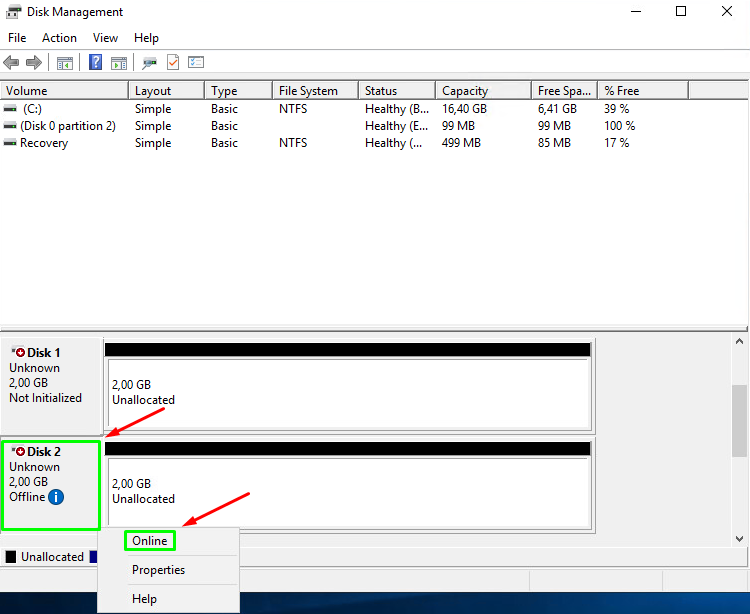 Disk Management
File Action View Help
Volume Layout Type File System Status Capacity Free Spa... % Free
(C:) Simple Basic NTFS Healthy (B... 16,40 GB 6,41 GB 39 %
(Disk 0 partition 2) Simple Basic Healthy (E... 99 MB 99 MB 100 %
Recovery Simple Basic NTFS Healthy (... 499 MB 85 MB 17 %
Disk 1
Unknown
2,00 GB
Not Initialized
2,00 GB
Unallocated
Disk 2
Unknown
2,00 GB
Offline
2,00 GB
Unallocated
Online
Properties
Help
Unallocated